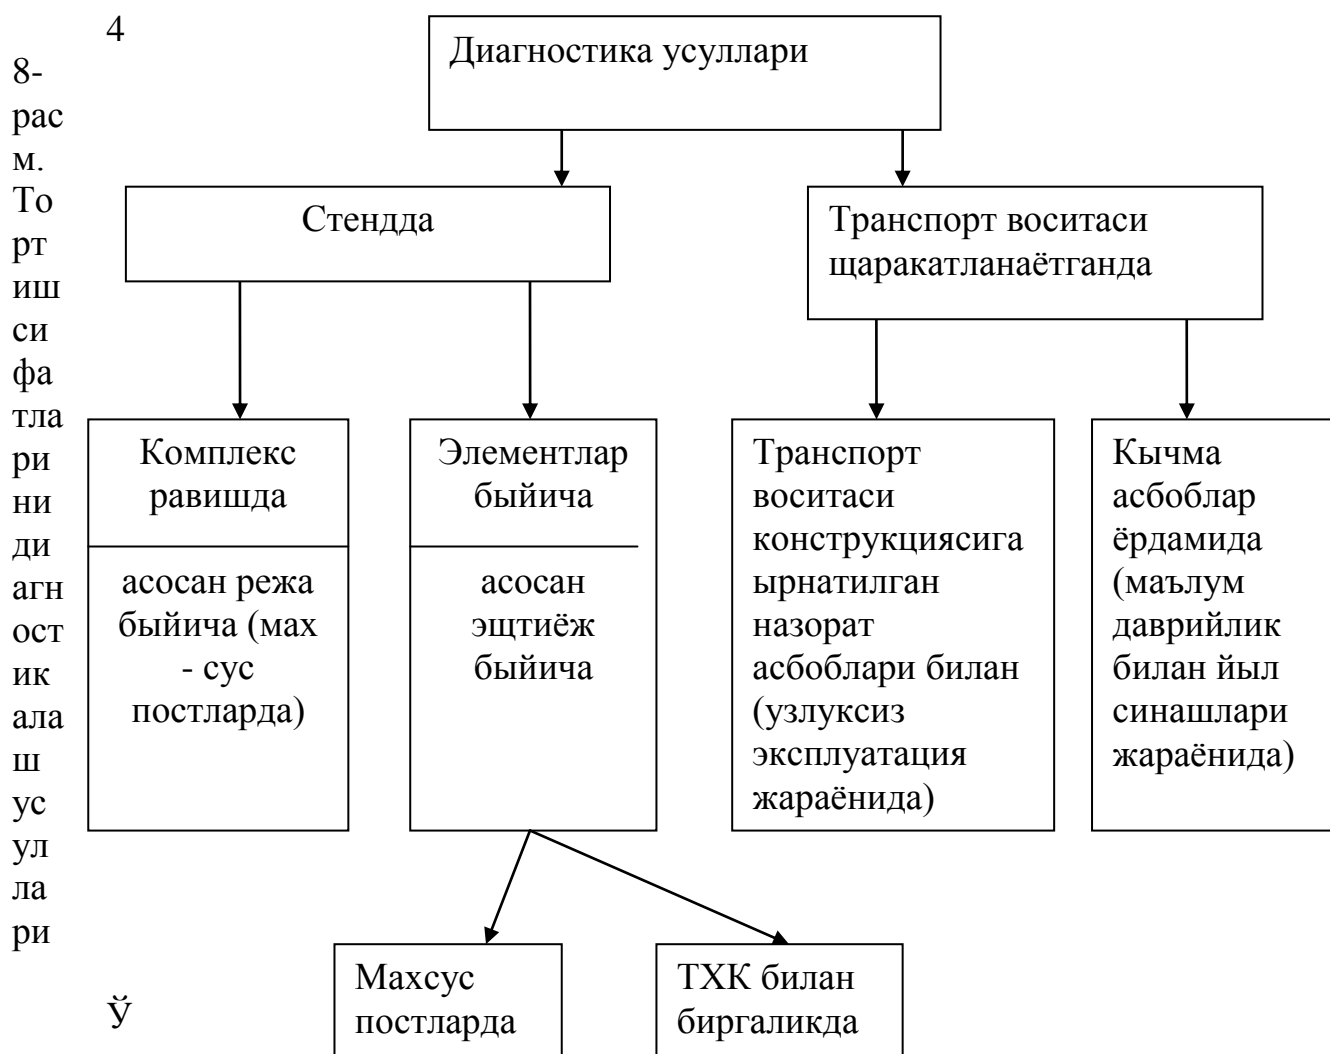 4
8-
рас
м.
То
рт
иш
си
фа
тла
ри
ни
ди
агн
ост
ик
ала
ш
ус
ул
ла
ри
Ў
Диагностика усуллари
Стендда
Транспорт воситаси
щаракатланаётганда
Комплекс
равишда
асосан режа
быйича (мах
- сус
постларда)
Элементлар
быйича
асосан
эщтиёж
быйича
Транспорт
воситаси
конструкциясига
ырнатилган
назорат
асбоблари билан
(узлуксиз
эксплуатация
жараёнида)
Кычма
асбоблар
ёрдамида
(маълум
даврийлик
билан йыл
синашлари
жараёнида)
Махсус
постларда
ТХК билан
биргаликда